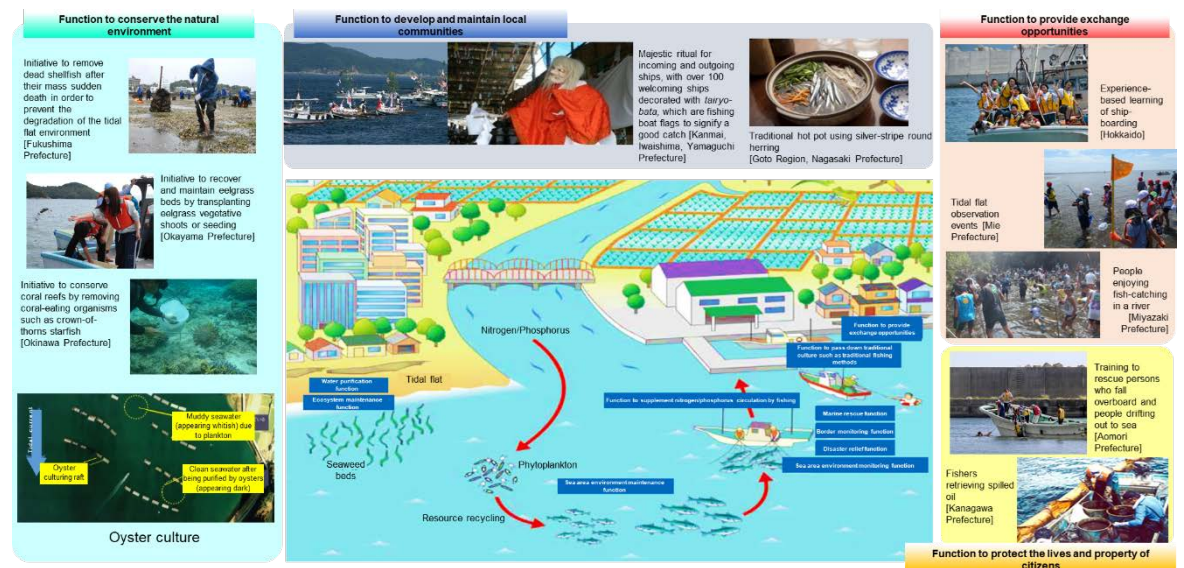 Function to conserve the natural
environment
Initiative to remove
dead shellfish after
their mass sudden
death in order to
prevent the
degradation of the tidal
flat environment
[Fukushima
Prefecture]
Initiative to recover
and maintain eelgrass
beds by transplanting
eelgrass vegetative
shoots or seeding
[Okayama Prefecture]
Initiative to conserve
coral reefs by removing
coral-eating organisms
such as crown-of-
thorns starfish
[Okinawa Prefecture]
Tidal current
Muddy seawater
(appearing whitish) due
to plankton
Oyster
culturing raft
Clean seawater after
being purified by oysters
(appearing dark)
Oyster culture
Function to develop and maintain local
communities
Majestic ritual for
incoming and outgoing
ships, with over 100
welcoming ships
decorated with tairyo-
bata, which are fishing
boat flags to signify a
good catch [Kanmai,
Iwaishima, Yamaguchi
Prefecture]
Traditional hot pot using silver-stripe round
herring
[Goto Region, Nagasaki Prefecture]
Nitrogen/Phosphorus
Function to provide
exchange opportunities
Function to pass down traditional
culture such as traditional fishing
methods
Tidal flat
Water purification
function
Ecosystem maintenance
function
Function to supplement nitrogen/phosphorus circulation by fishing
Marine rescue function
Border monitoring function
Disaster relief function
Sea area environment monitoring function
Seaweed
beds
Phytoplankton
Sea area environment maintenance
function
Resource recycling
Function to provide exchange
opportunities
Experience-
based learning
of ship-
boarding
[Hokkaido]
Tidal flat
observation
events [Mie
Prefecture]
People
enjoying
fish-catching
in a river
[Miyazaki
Prefecture]
Training to
rescue persons
who fall
overboard and
people drifting
out to sea
[Aomori
Prefecture]
Fishers
retrieving spilled
oil
[Kanagawa
Prefecture]
Function to protect the lives and property of
citizens